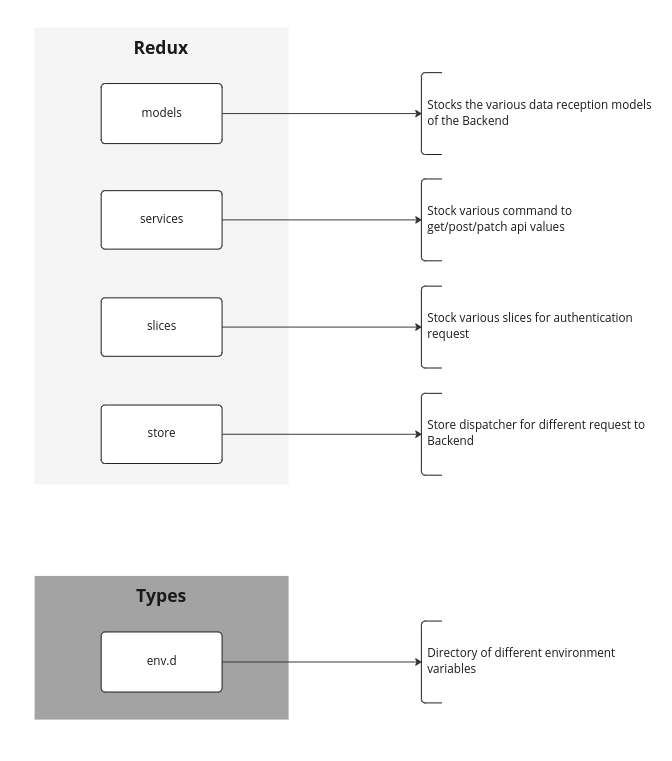 Redux
models
Stocks the various data reception models
of the Backend
services
Stock various command to
get/post/patch api values
slices
Stock various slices for authentication
request
store
Store dispatcher for different request to
Backend
Types
env.d
Directory of different environment
variables